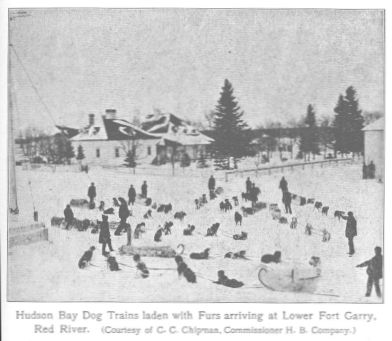 Hudson Bay Dog Trains laden with Furs arriving at Lower Fort Garry,
Red River. (Courtesy of C. C. Chipman, Commissioner H. B. Company.)